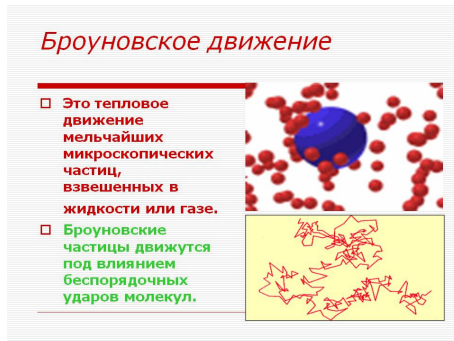 Броуновское движение
Это тепловое
движение
мельчайших
микроскопических
частиц,
взвешенных в
жидкости или газе.
Броуновские
частицы движутся
под влиянием
беспорядочных
ударов молекул.